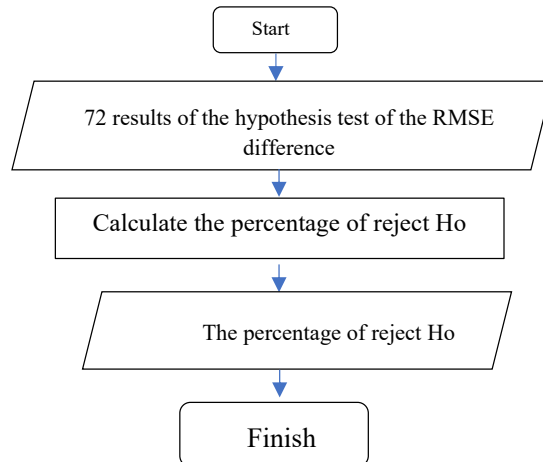 Start
72 results of the hypothesis test of the RMSE
difference
Calculate the percentage of reject Ho
The percentage of reject Ho
Finish